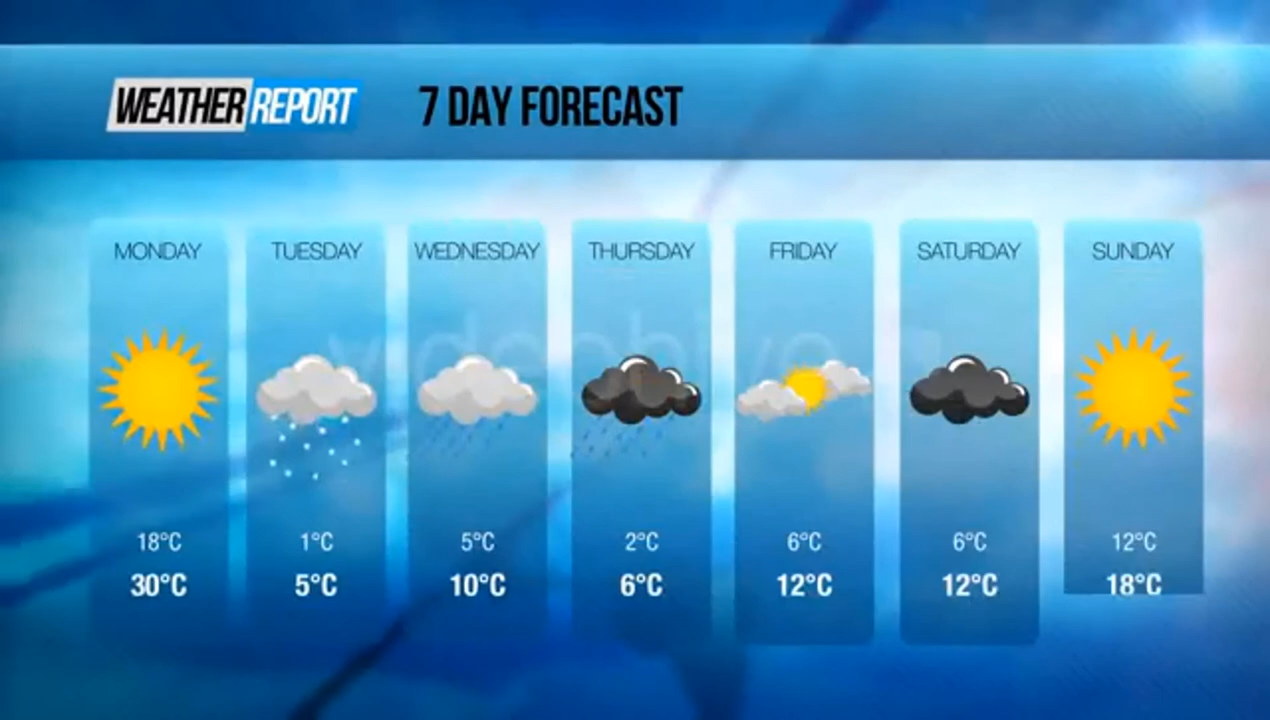 WEATHER REPORT
7 DAY FORECAST
MONDAY
18°C
30°C
TUESDAY
1°C
5°C
WEDNESDAY
5°C
10°C
THURSDAY
2°C
6°C
FRIDAY
6°C
12°C
SATURDAY
6°C
12°C
SUNDAY
12°C
18°C
videohive